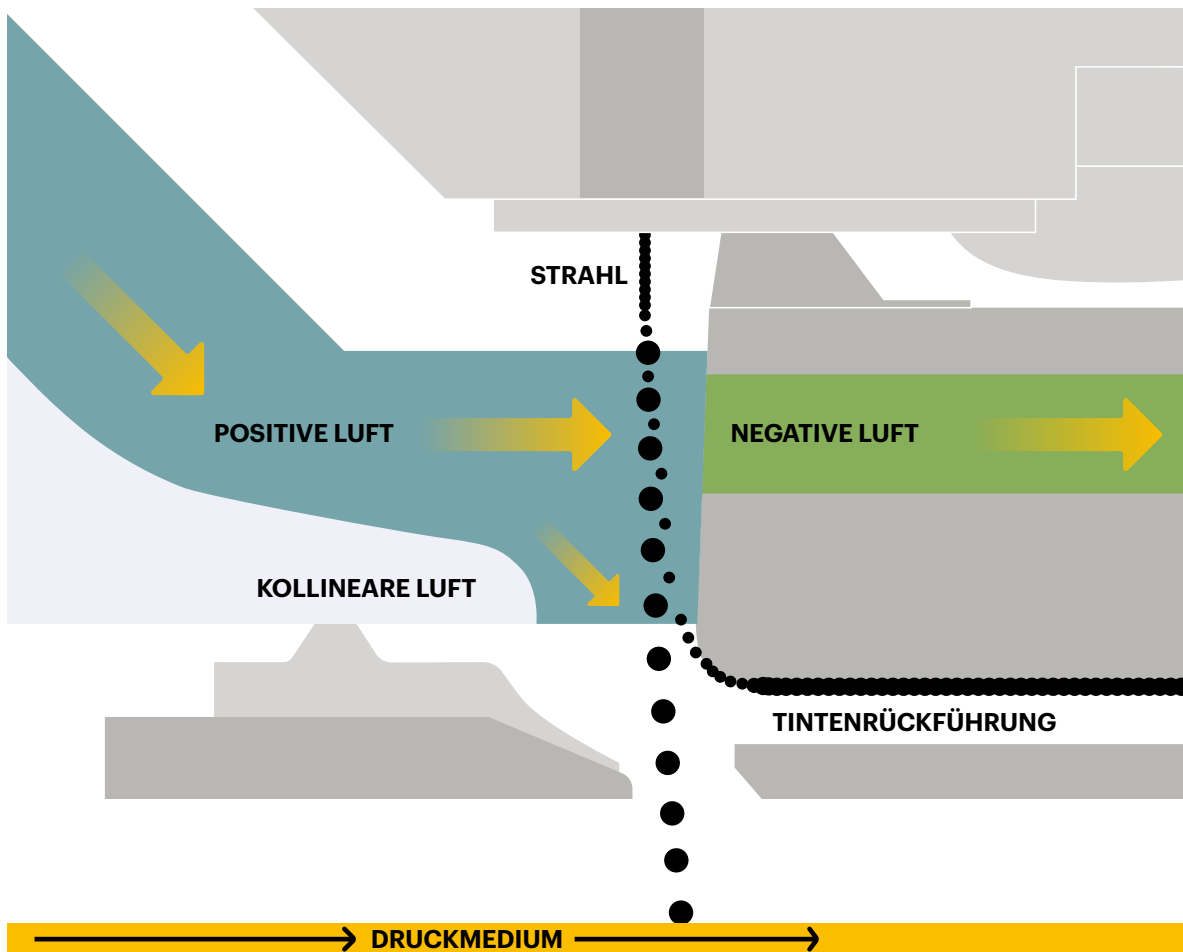 STRAHL
POSITIVE LUFT
NEGATIVE LUFT
KOLLINEARE LUFT
TINTENRÜCKFÜHRUNG
DRUCKMEDIUM